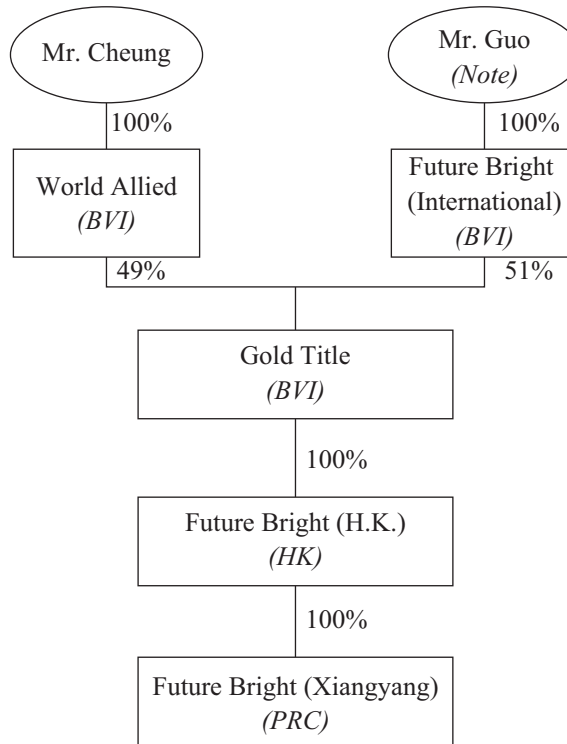 Mr. Cheung
Mr. Guo
(Note)
100%
100%
World Allied
(BVI)
Future Bright
(International)
(BVI)
49%
51%
Gold Title
(BVI)
100%
Future Bright (H.K.)
(HK)
100%
Future Bright (Xiangyang)
(PRC)